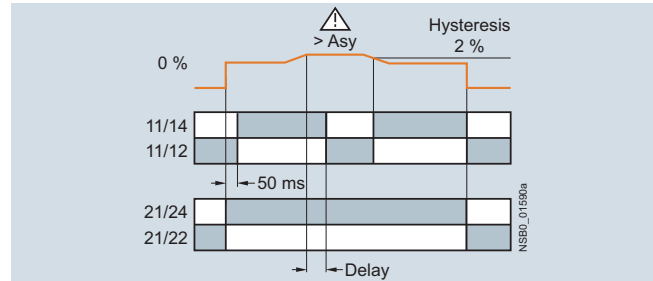 Hysteresis
> Asy
2 %
0 %
11/14
11/12
50 ms
21/24
21/22
NSB0_01590a
Delay